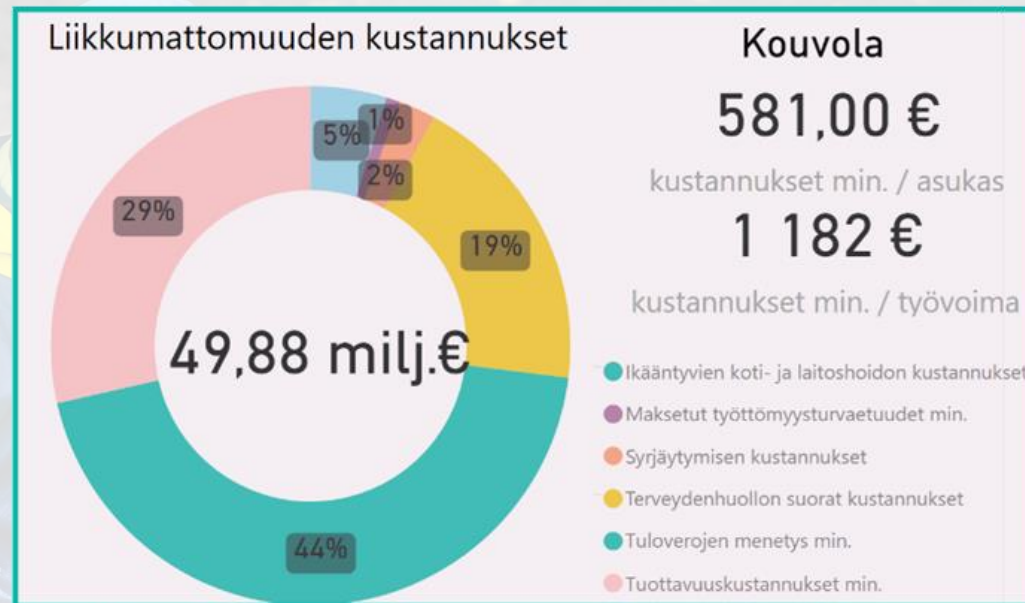 Liikkumattomuuden kustannukset
5%
1%
2%
19%
29%
44%
49,88 milj.€
Kouvola
581,00 €
kustannukset min. / asukas
1 182 €
kustannukset min. / työvoima
Ikääntyvien koti- ja laitoshoidon kustannukset
Maksetut työttömyysturvaetuudet min.
Syrjäytymisen kustannukset
Terveydenhuollon suorat kustannukset
Tuloverojen menetys min.
Tuottavuuskustannukset min.